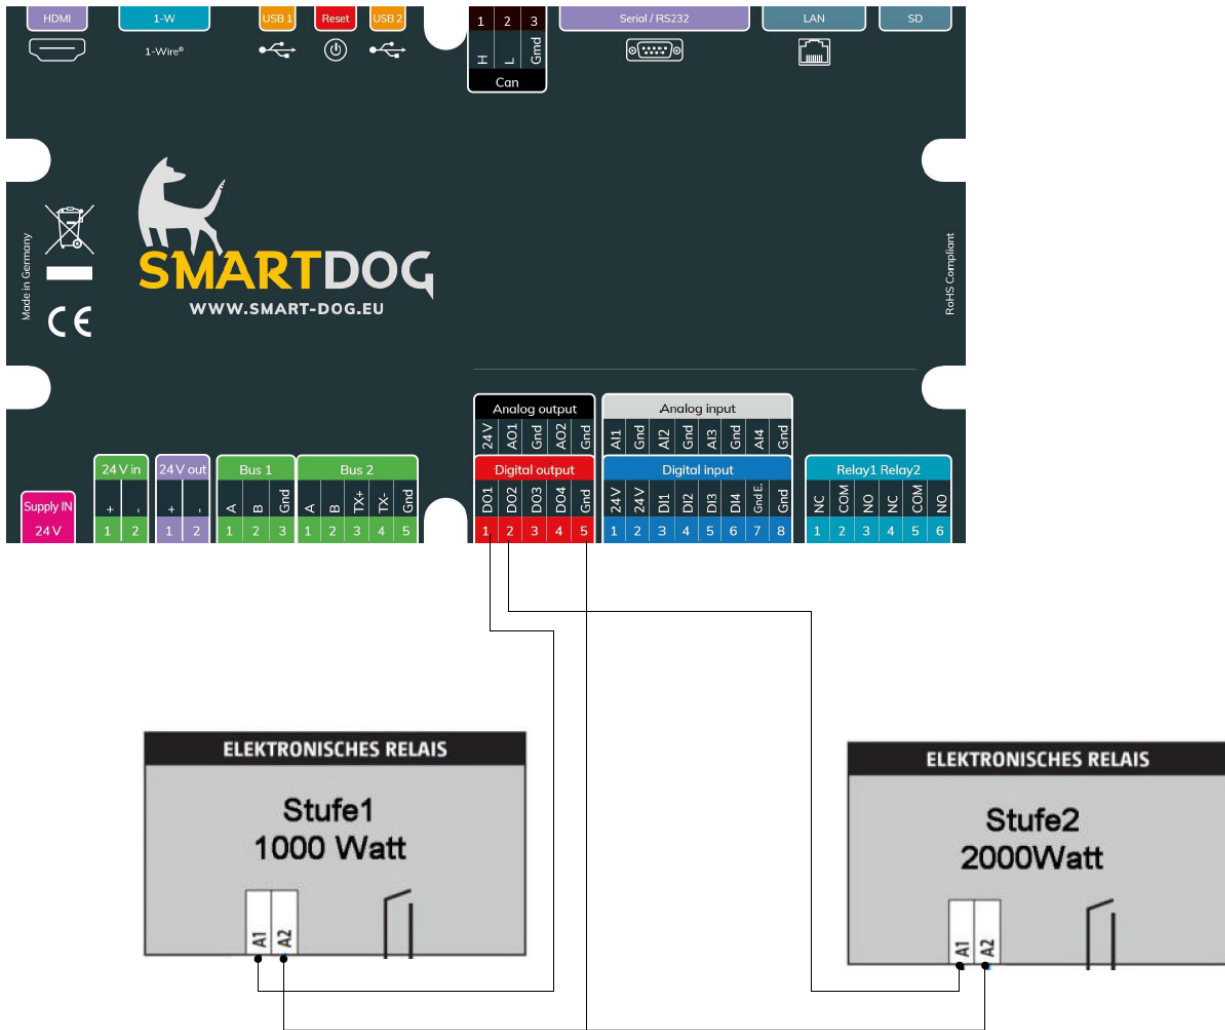 HDMI 1-W USB 1 Reset USB 2 1 2 3 Serial / RS232 LAN SD
1-Wire® H L Gmd
Can
Made in Germany
RoHS Compliant
SMARTDOG
WWW.SMART-DOG.EU
CE
Analog output Analog input
24 V AO1 Gnd AO2 Gnd AI1 Gnd AI2 Gnd AI3 Gnd AI4 Gnd
24 V in 24 V out Bus 1 Bus 2 Digital output Digital input Relay1 Relay2
Supply IN + - + - A B Gnd A B TX+ TX- Gnd DO1 DO2 DO3 DO4 Gnd 24V 24V DI1 DI2 DI3 DI4 Gnd E. Gnd NC COM NO NC COM NO
24 V 1 2 1 2 1 2 3 1 2 3 4 5 1 2 3 4 5 1 2 3 4 5 6 7 8 1 2 3 4 5 6
ELEKTRONISCHES RELAIS
Stufe1
1000 Watt
A1 A2
ELEKTRONISCHES RELAIS
Stufe2
2000Watt
A1 A2